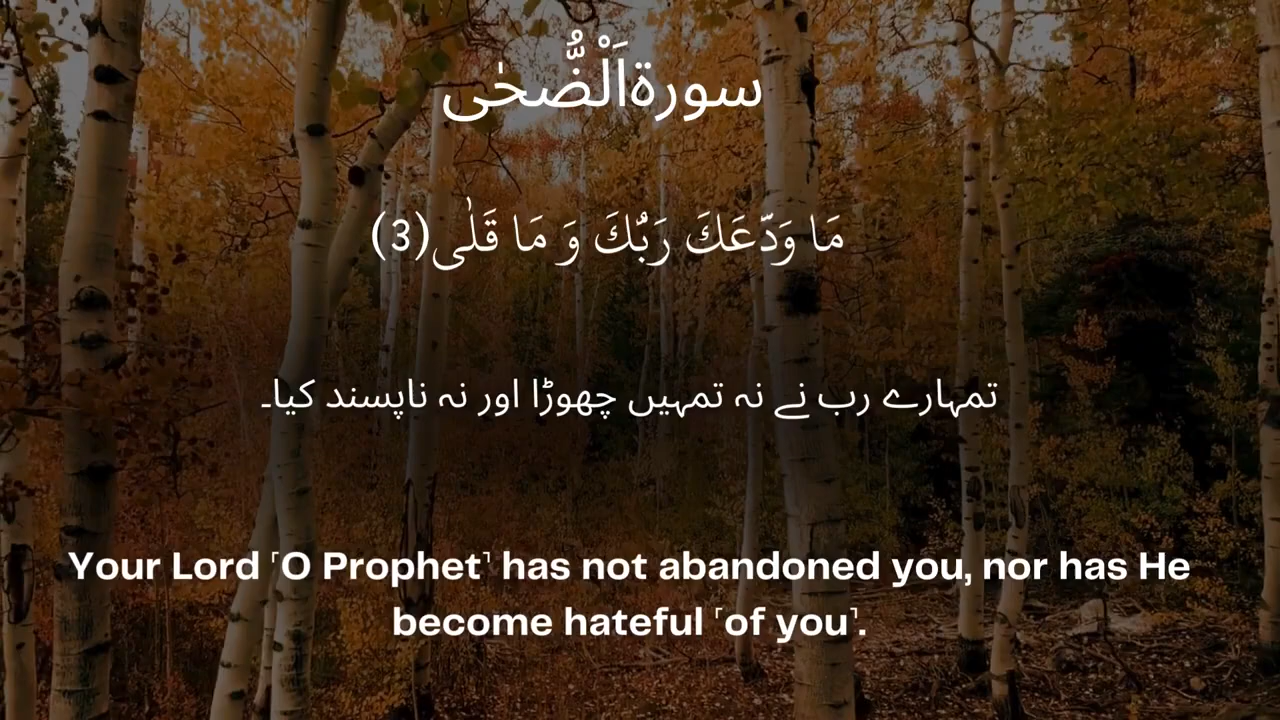 سورةاَلْضُّحٰى
مَا وَدَّعَكَ رَبُّكَ وَ مَا قَلٰى(3)
تمہارے رب نے نہ تمہیں چھوڑا اور نہ ناپسند کیا۔
Your Lord ˹O Prophet˺ has not abandoned you, nor has He
become hateful ˹of you˺.